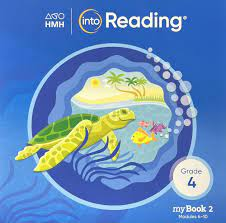 HMH
into Reading®
Grade
4
myBook 2
Modules 6-10